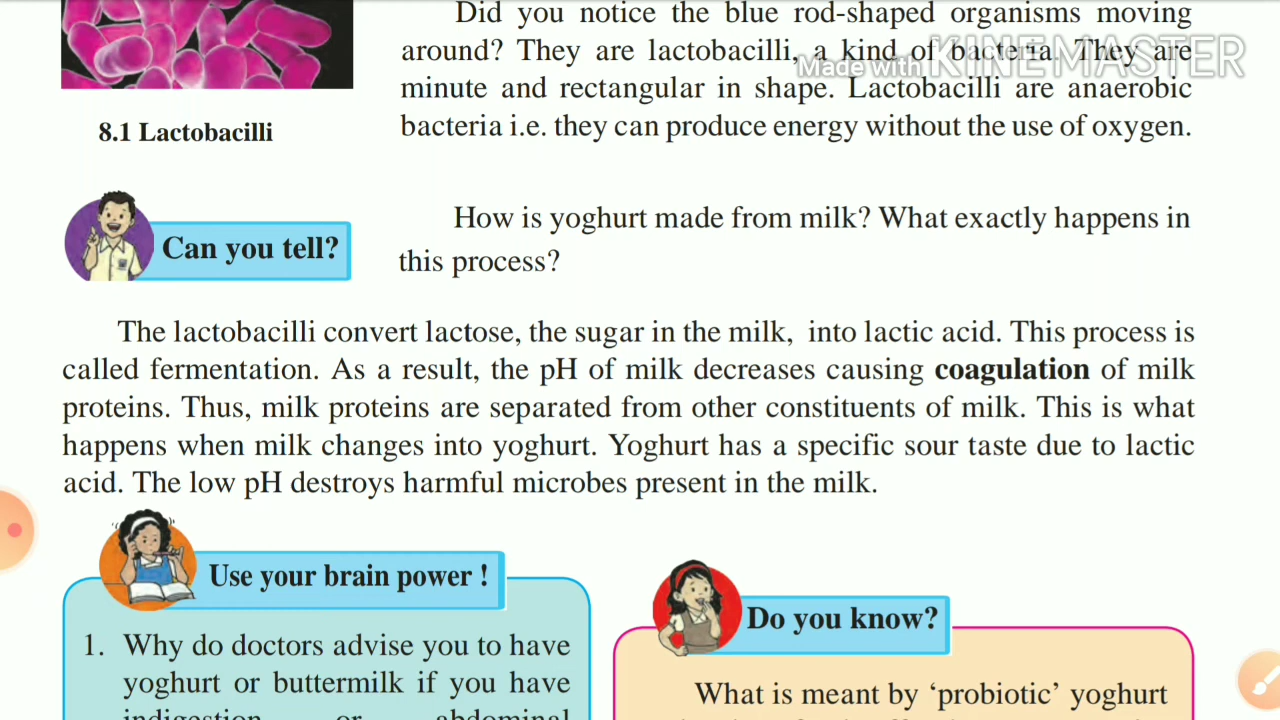 Did you notice the blue rod-shaped organisms moving
around? They are lactobacilli, a kind of bacteria. They are
minute and rectangular in shape. Lactobacilli are anaerobic
bacteria i.e. they can produce energy without the use of oxygen.
Made with KINEMASTER
8.1 Lactobacilli
Can you tell?
How is yoghurt made from milk? What exactly happens in
this process?
The lactobacilli convert lactose, the sugar in the milk, into lactic acid. This process is
called fermentation. As a result, the pH of milk decreases causing coagulation of milk
proteins. Thus, milk proteins are separated from other constituents of milk. This is what
happens when milk changes into yoghurt. Yoghurt has a specific sour taste due to lactic
acid. The low pH destroys harmful microbes present in the milk.
Use your brain power !
1. Why do doctors advise you to have
yoghurt or buttermilk if you have
indigestion or abdominal
Do you know?
What is meant by ‘probiotic’ yoghurt